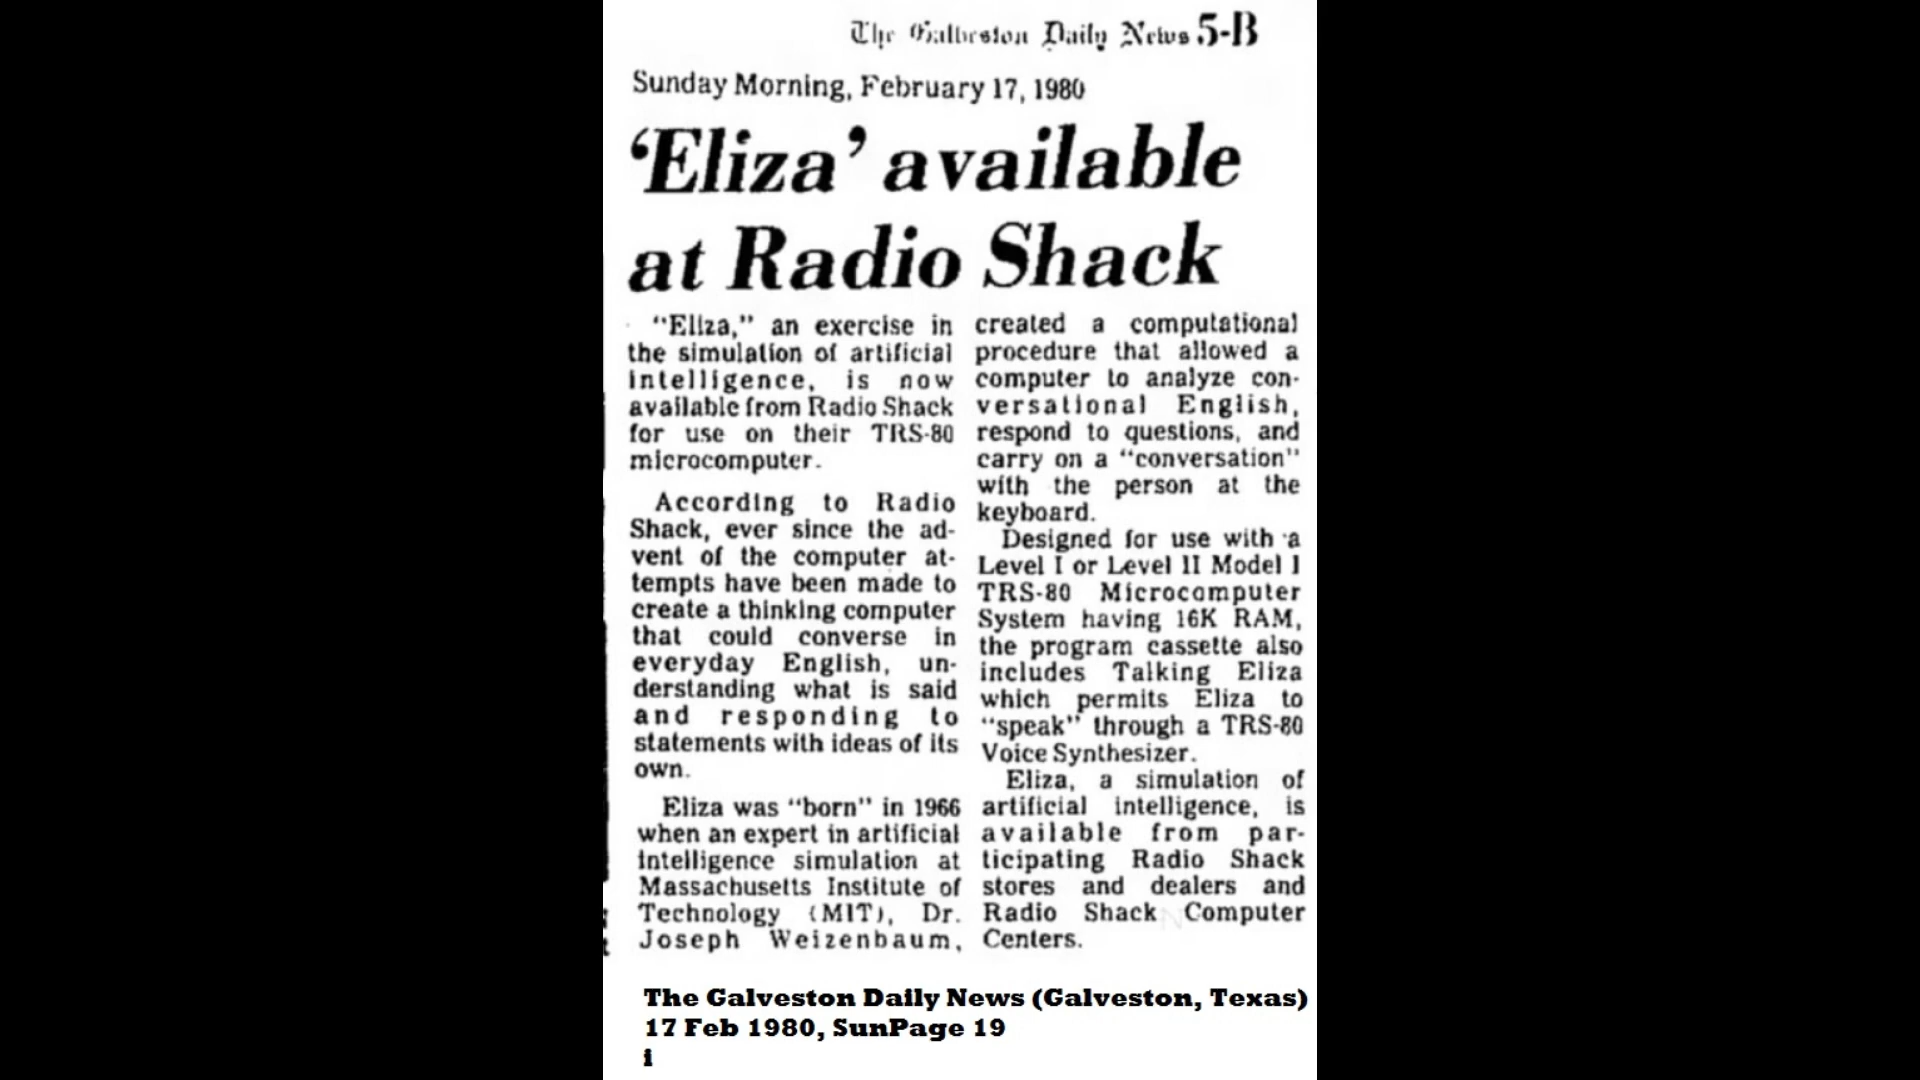 The Galveston Daily News 5-B
Sunday Morning, February 17, 1980
‘Eliza’ available
at Radio Shack
“Eliza,” an exercise in
the simulation of artificial
intelligence, is now
available from Radio Shack
for use on their TRS-80
microcomputer.
According to Radio
Shack, ever since the ad-
vent of the computer at-
tempts have been made to
create a thinking computer
that could converse in
everyday English, un-
derstanding what is said
and responding to
statements with ideas of its
own.
Eliza was “born” in 1966
when an expert in artificial
intelligence simulation at
Massachusetts Institute of
Technology (MIT), Dr.
Joseph Weizenbaum,
created a computational
procedure that allowed a
computer to analyze con-
versational English,
respond to questions, and
carry on a “conversation”
with the person at the
keyboard.
Designed for use with a
Level I or Level II Model I
TRS-80 Microcomputer
System having 16K RAM,
the program cassette also
includes Talking Eliza
which permits Eliza to
“speak” through a TRS-80
Voice Synthesizer.
Eliza, a simulation of
artificial intelligence, is
available from par-
ticipating Radio Shack
stores and dealers and
Radio Shack Computer
Centers.
The Galveston Daily News (Galveston, Texas)
17 Feb 1980, SunPage 19
i